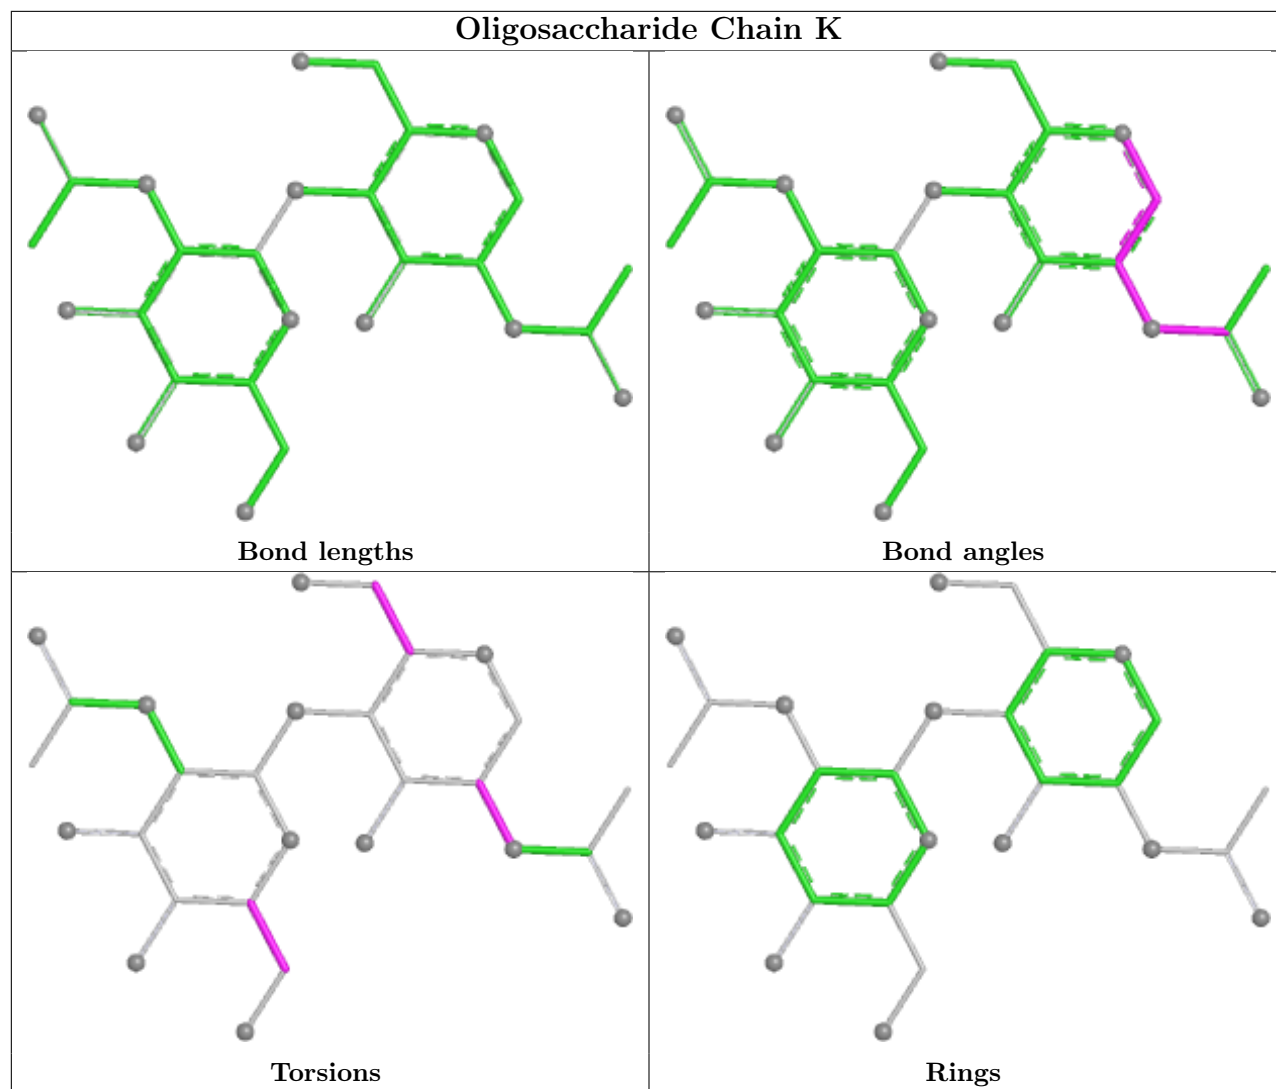 Oligosaccharide Chain K
Bond lengths
Bond angles
Torsions
Rings